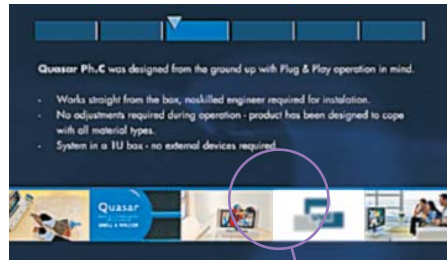 Quasar Ph.C was designed from the ground up with Plug & Play operation in mind.
- Works straight from the box, noskilled engineer required for instalation.
- No adjustments required during operation - product has been designed to cope
with all material types.
- System in a 1U box - no external devices required
Quasar